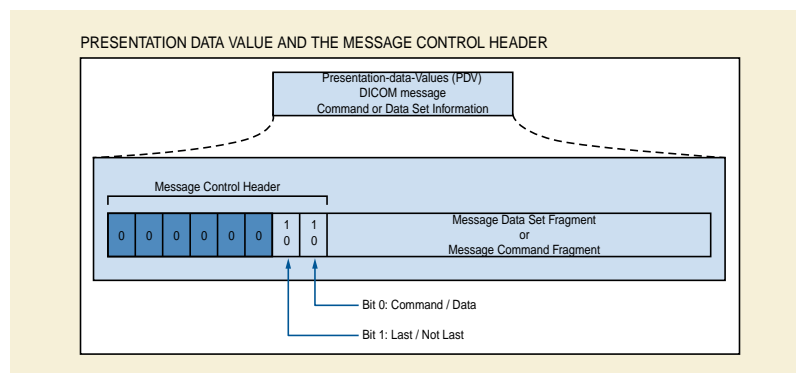 PRESENTATION DATA VALUE AND THE MESSAGE CONTROL HEADER
Presentation-data-Values (PDV)
DICOM message
Command or Data Set Information
Message Control Header
0 0 0 0 0 0 1 1
0 0
Message Data Set Fragment
or
Message Command Fragment
Bit 0: Command / Data
Bit 1: Last / Not Last